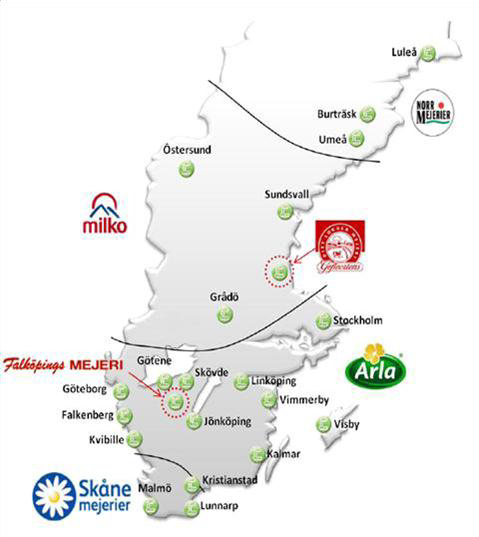 Luleå
Burträsk
NORR
MEJERIER
Umeå
Östersund
Sundsvall
milko
Gefleortens
Grådö
Stockholm
Falköpings MEJERI
Götene
Skövde
Linköping
Arla
Göteborg
Vimmerby
Falkenberg
Jönköping
Visby
Kvibille
Kalmar
Skåne
mejerier
Malmö
Kristianstad
Lunnarp